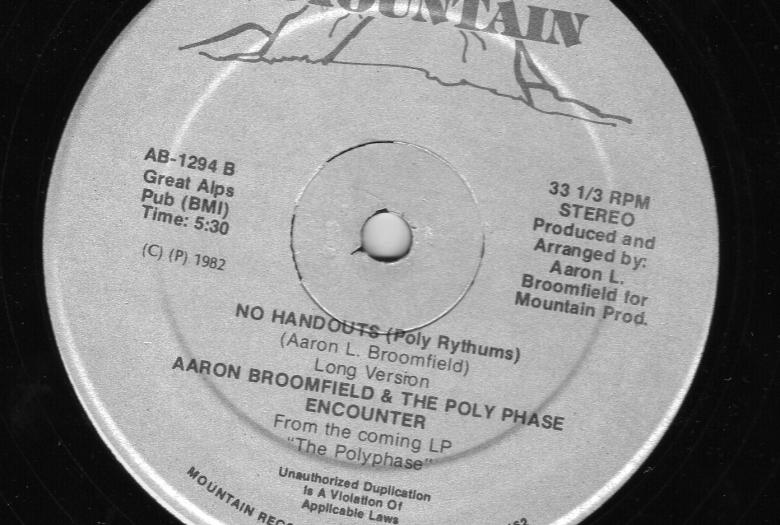 MOUNTAIN
AB-1294 B
Great Alps
Pub (BMI)
Time: 5:30
(C) (P) 1982
33 1/3 RPM
STEREO
Produced and
Arranged by:
Aaron L.
Broomfield for
Mountain Prod.
NO HANDOUTS (Poly Rythums)
(Aaron L. Broomfield)
Long Version
AARON BROOMFIELD & THE POLY PHASE
ENCOUNTER
From the coming LP
"The Polyphase"
Unauthorized Duplication
Is A Violation Of
Applicable Laws
MOUNTAIN